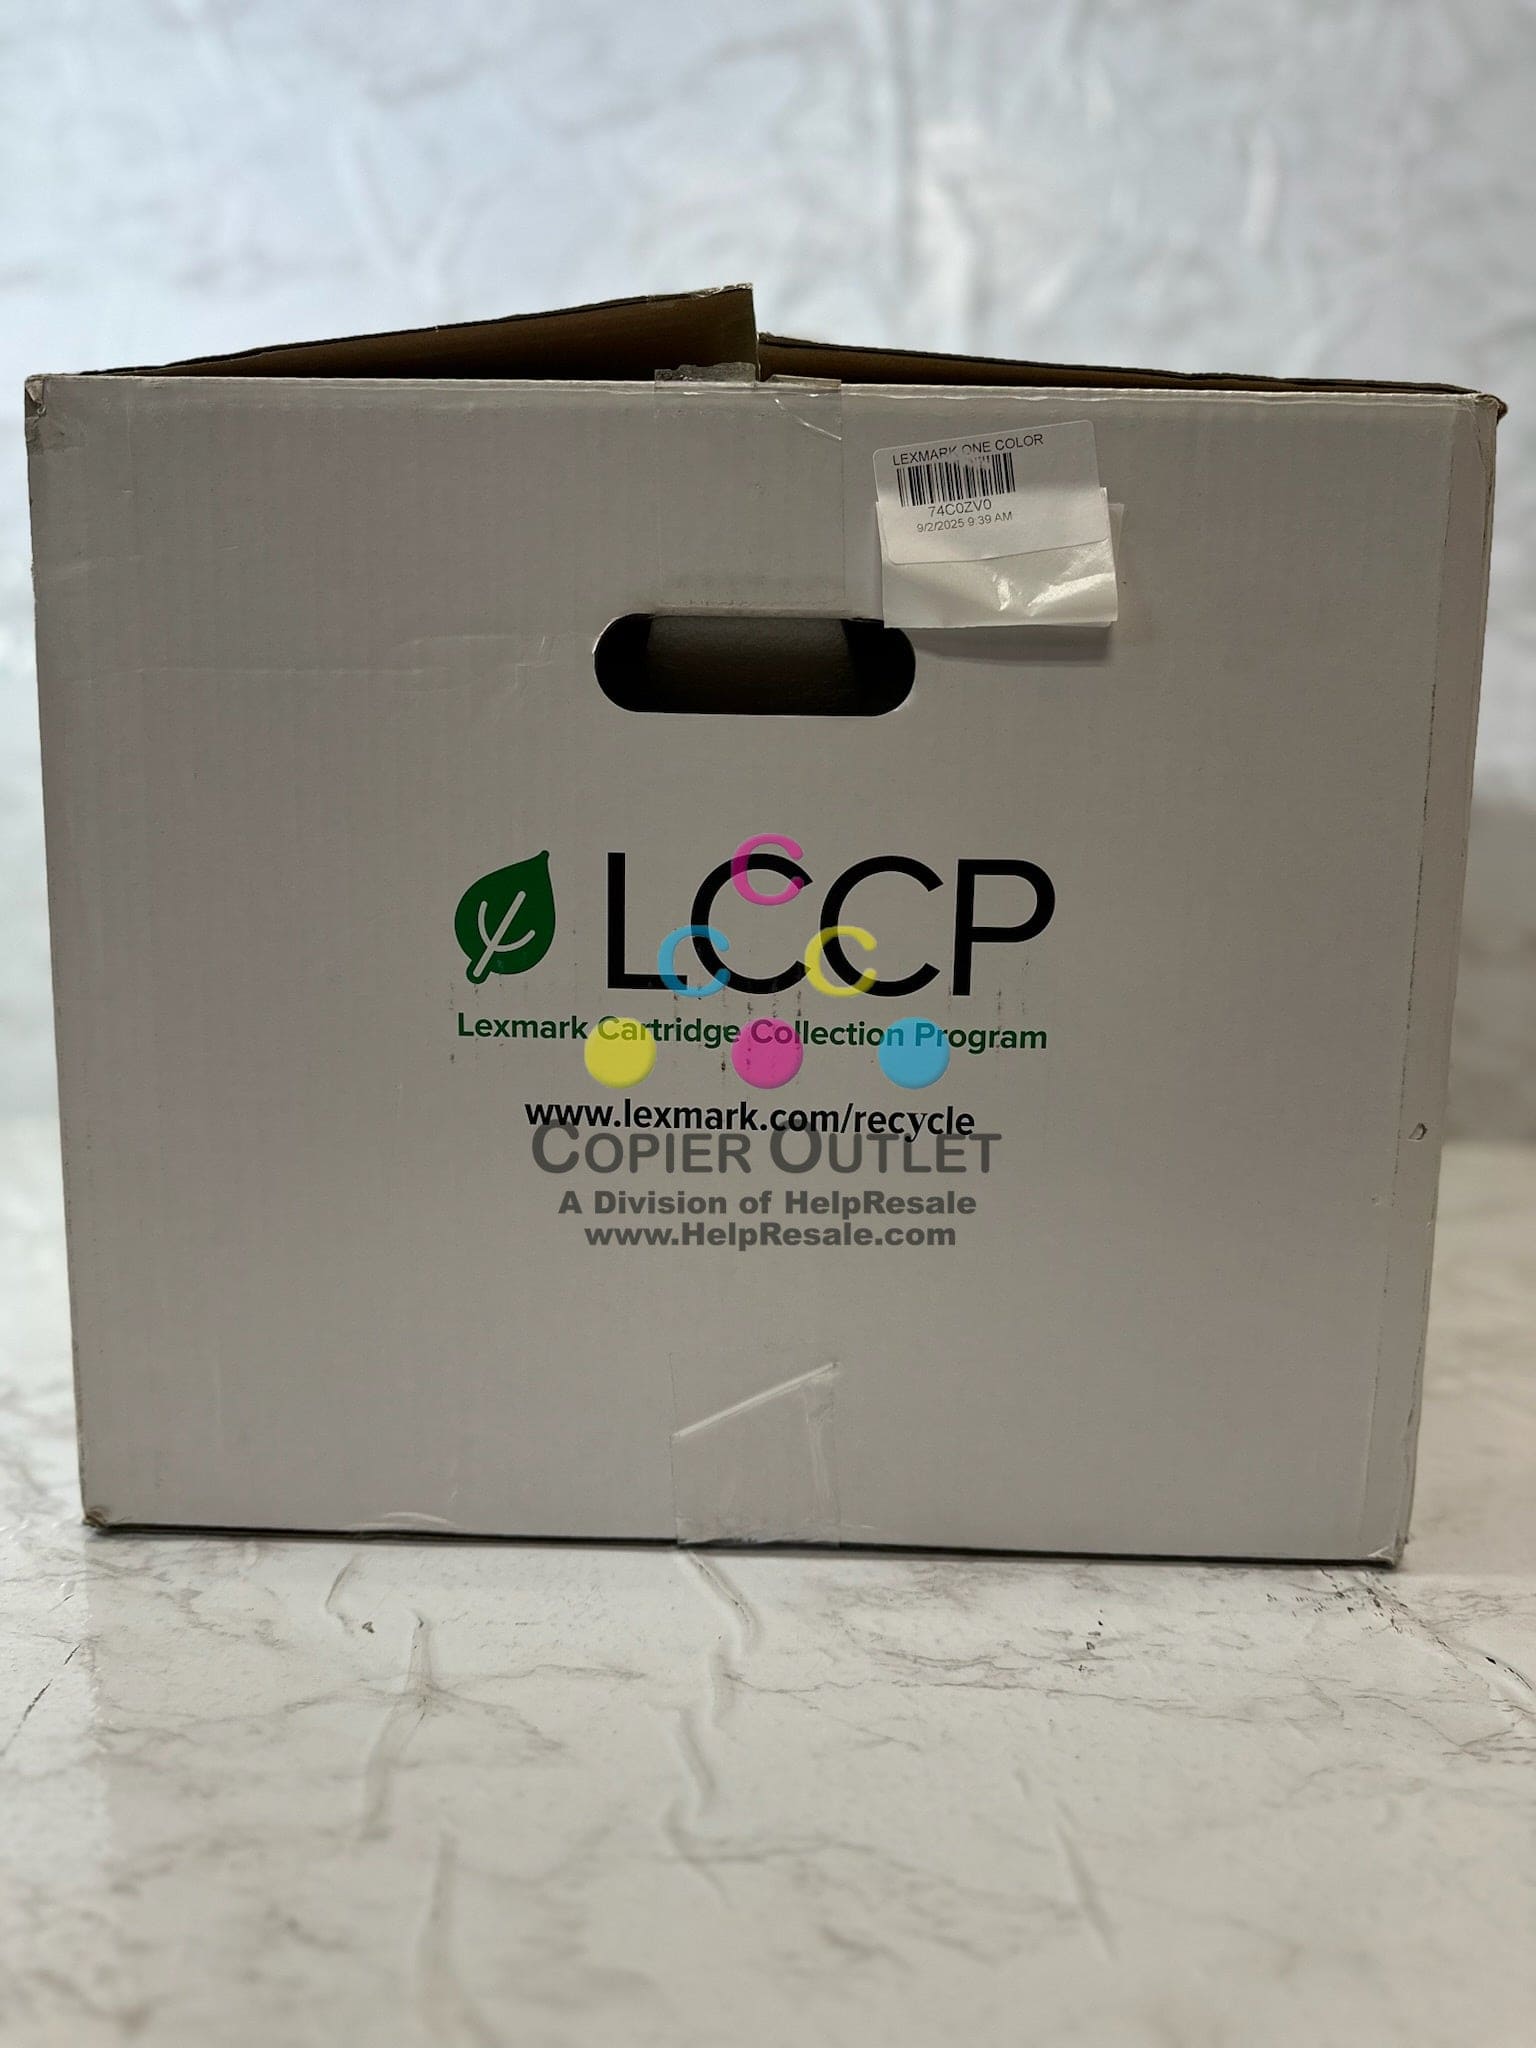 LEXMARK ONE COLOR
74C0ZV0
9/2/2025 9:39 AM
LCCP
C
C C
Lexmark Cartridge Collection Program
www.lexmark.com/recycle
COPIER OUTLET
A Division of HelpResale
www.HelpResale.com